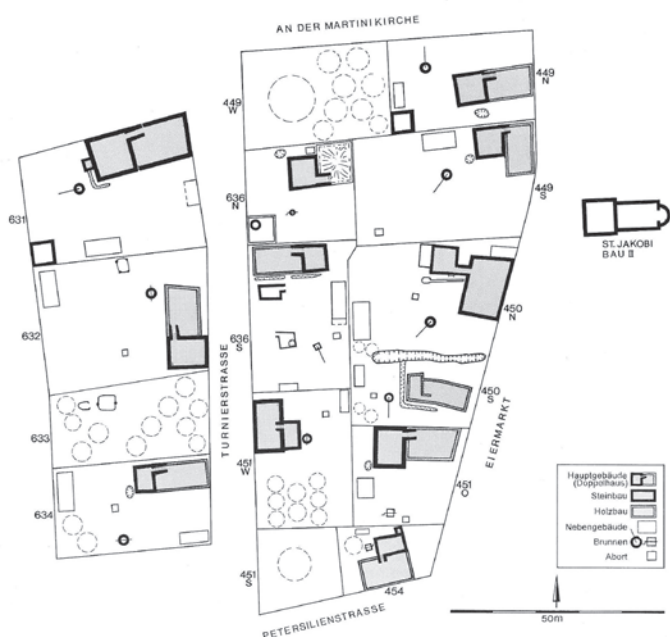 AN DER MARTINIKIRCHE
449
W
449
N
449
S
636
N
631
ST. JAKOBI
BAU II
632
636
S
450
N
TURNIERSTRASSE
450
S
EIERMARKT
633
451
W
451
O
634
451
S
454
PETERSILIENSTRASSE
Hauptgebäude
(Doppelhaus)
Steinbau
Holzbau
Nebengebäude
Brunnen
Abort
50m